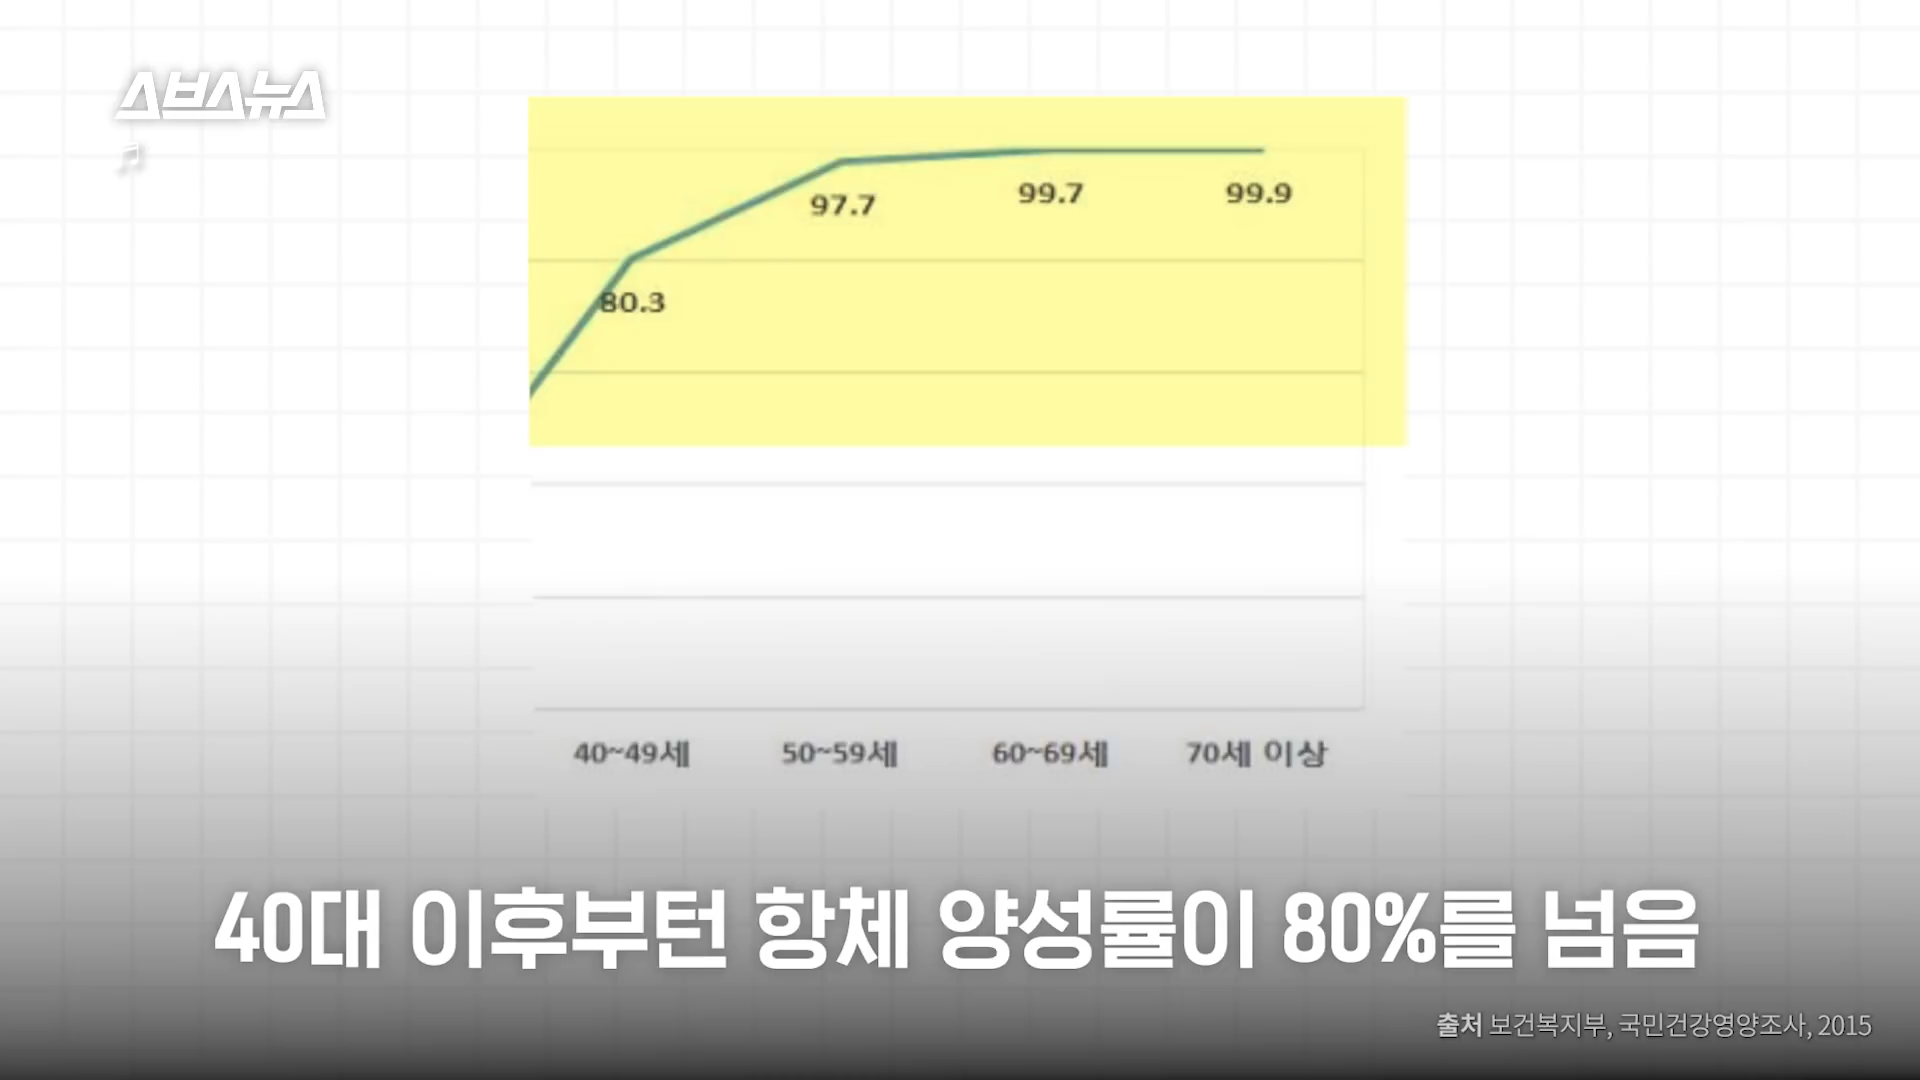 스브스뉴스
97.7
99.7
99.9
80.3
40~49세
50~59세
60~69세
70세 이상
40대 이후부턴 항체 양성률이 80%를 넘음
출처 보건복지부, 국민건강영양조사, 2015